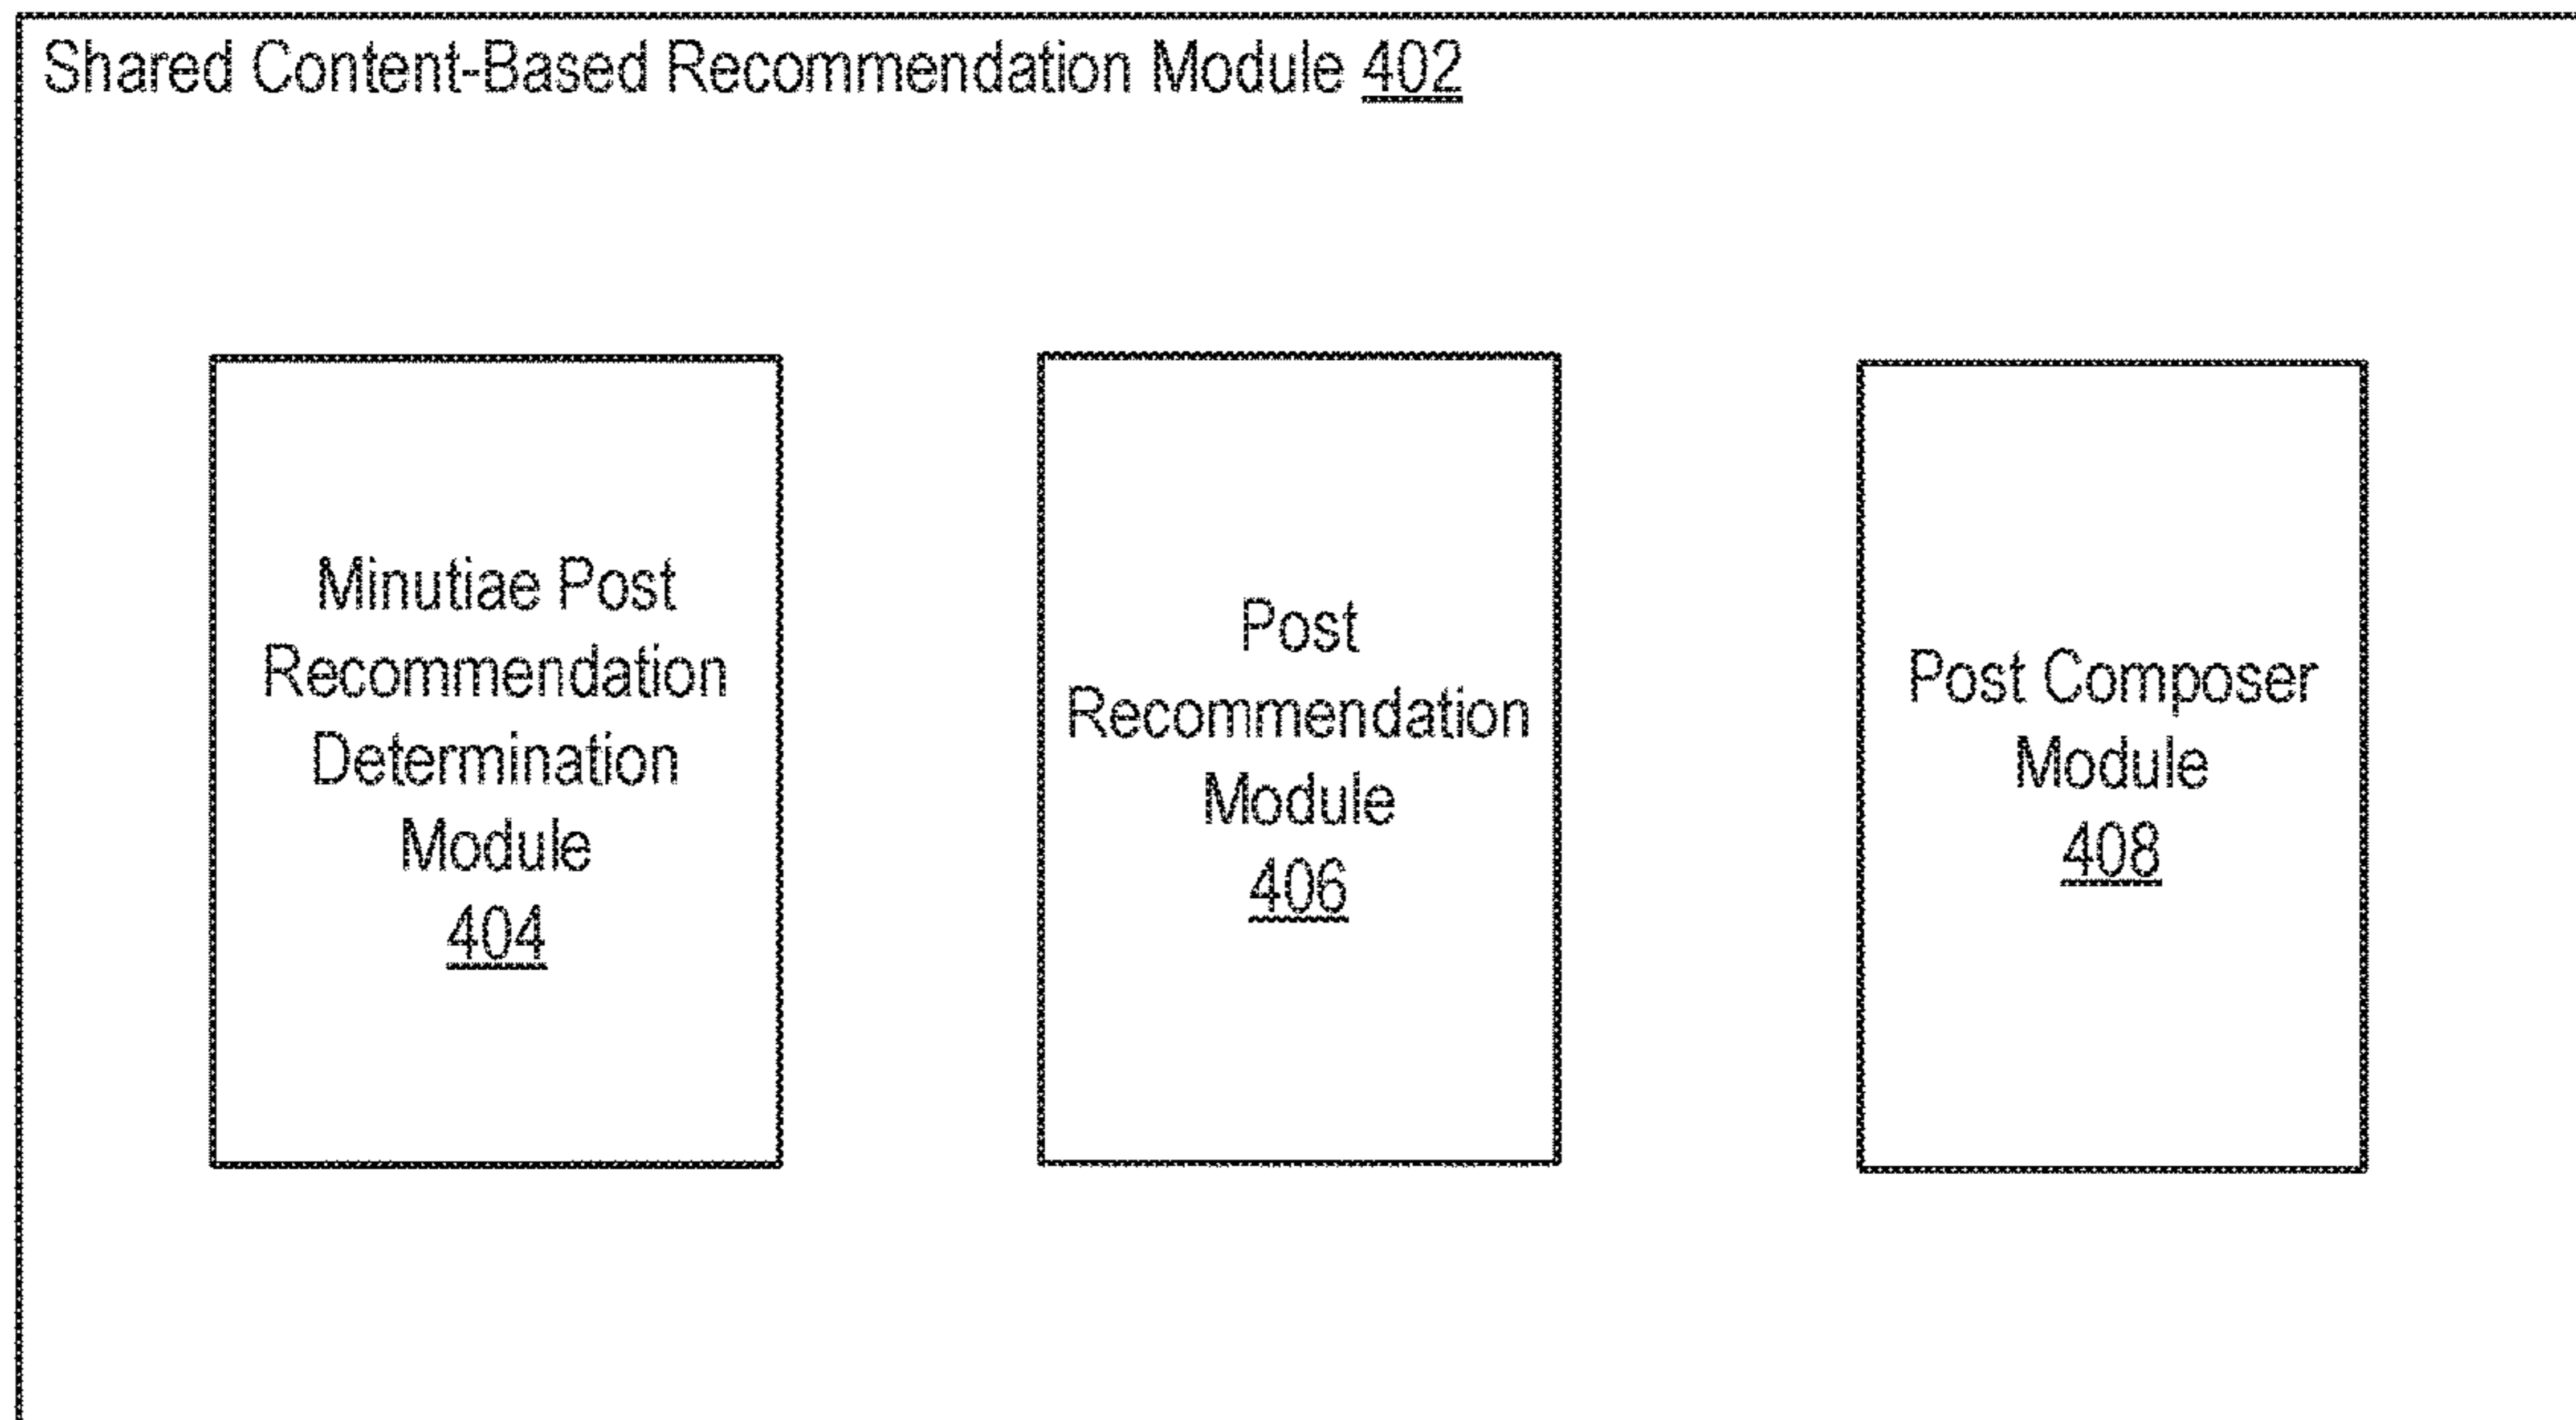 Shared Content-Based Recommendation Module 402
Minutiae Post
Recommendation
Determination
Module
404
Post
Recommendation
Module
406
Post Composer
Module
408